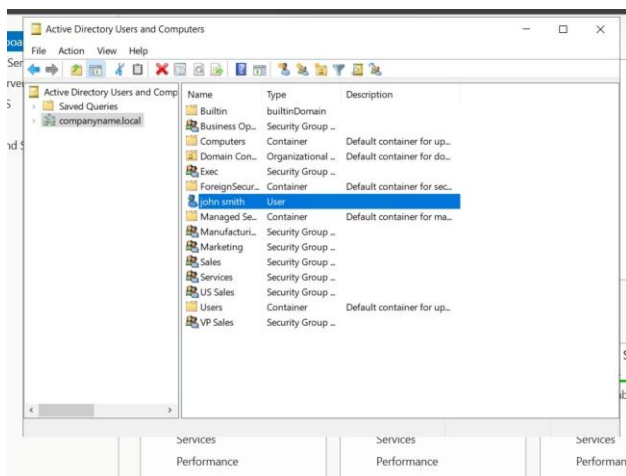 Active Directory Users and Computers
File Action View Help
Active Directory Users and Comp
Saved Queries
companyname.local
Name Type Description
Builtin builtinDomain
Business Op... Security Group ...
Computers Container Default container for up...
Domain Con... Organizational ... Default container for do...
Exec Security Group ...
ForeignSecur... Container Default container for sec...
john smith User
Managed Se... Container Default container for ma...
Manufacturi... Security Group ...
Marketing Security Group ...
Sales Security Group ...
Services Security Group ...
US Sales Security Group ...
Users Container Default container for up...
VP Sales Security Group ...
Services Services Services
Performance Performance Performan